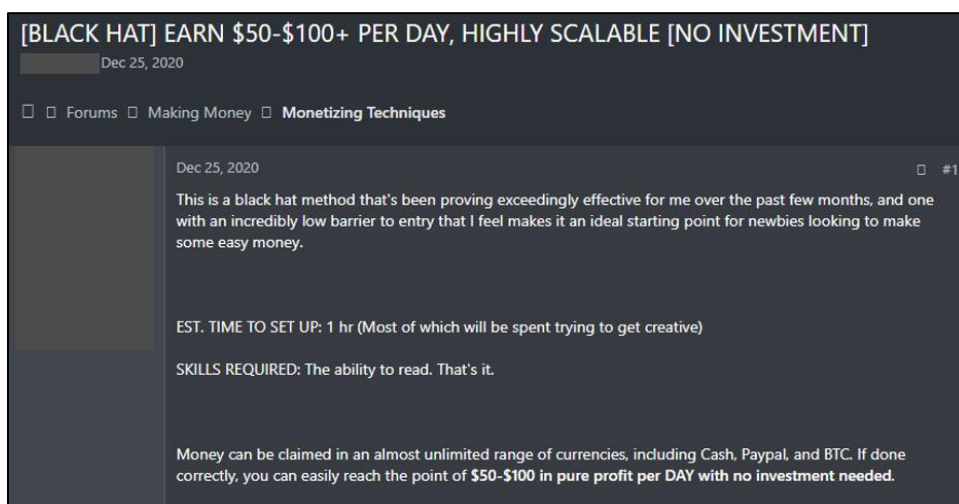 [BLACK HAT] EARN $50-$100+ PER DAY, HIGHLY SCALABLE [NO INVESTMENT]
Dec 25, 2020
Forums Making Money Monetizing Techniques
Dec 25, 2020 #1
This is a black hat method that's been proving exceedingly effective for me over the past few months, and one
with an incredibly low barrier to entry that I feel makes it an ideal starting point for newbies looking to make
some easy money.
EST. TIME TO SET UP: 1 hr (Most of which will be spent trying to get creative)
SKILLS REQUIRED: The ability to read. That's it.
Money can be claimed in an almost unlimited range of currencies, including Cash, Paypal, and BTC. If done
correctly, you can easily reach the point of $50-$100 in pure profit per DAY with no investment needed.